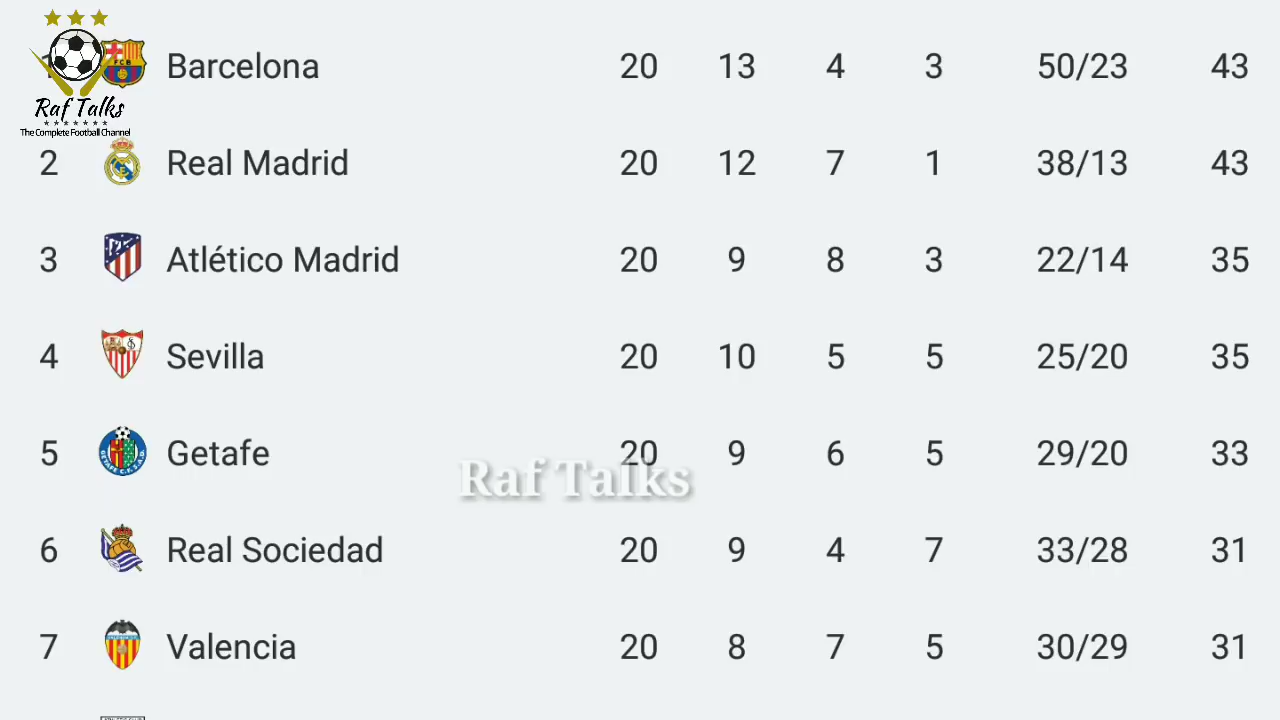 1 Barcelona 20 13 4 3 50/23 43
Raf Talks
The Complete Football Channel
2 Real Madrid 20 12 7 1 38/13 43
3 Atlético Madrid 20 9 8 3 22/14 35
4 Sevilla 20 10 5 5 25/20 35
5 Getafe 20 9 6 5 29/20 33
Raf Talks
6 Real Sociedad 20 9 4 7 33/28 31
7 Valencia 20 8 7 5 30/29 31